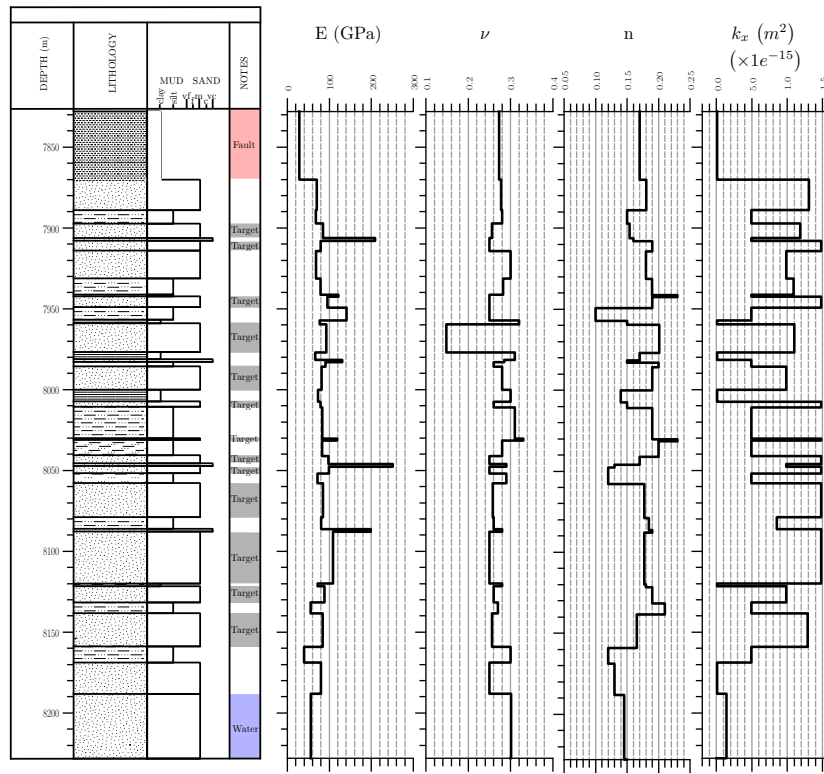 DEPTH (m)
LITHOLOGY
MUD SAND
clay
silt
vf
f
m
c
vc
NOTES
E (GPa)
0 100 200 300
ν
0.1 0.2 0.3 0.4
n
0.05 0.10 0.15 0.20 0.25
kₓ (m²)
(×1e⁻¹⁵)
0.0 5.0 1.0 1.5
7850
7900
7950
8000
8050
8100
8150
8200
Fault
Target
Target
Target
Target
Target
Target
Target
Target
Target
Target
Target
Target
Target
Water